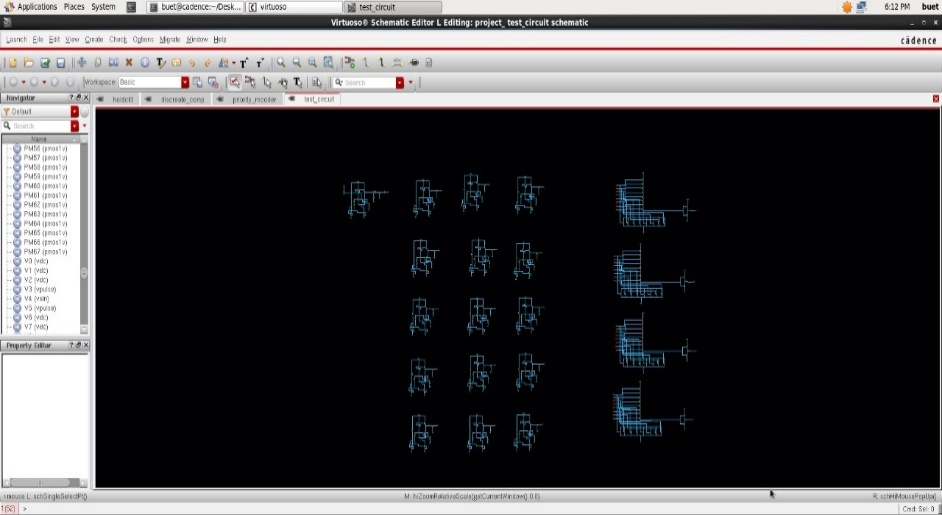 Applications Places System
buet@cadence:~/Desk...
virtuoso
test_circuit
6:12 PM buet
Virtuoso® Schematic Editor L Editing: project_ test_circuit schematic
Launch File Edit View Create Check Options Migrate Window Help
cādence
Workspace: Basic
Search
Navigator
test_circuit
priority_incoder
Default
Search
Name
PM56 (pmos1v)
PM57 (pmos1v)
PM58 (pmos1v)
PM59 (pmos1v)
PM60 (pmos1v)
PM61 (pmos1v)
PM62 (pmos1v)
PM63 (pmos1v)
PM64 (pmos1v)
PM65 (pmos1v)
PM66 (pmos1v)
PM67 (pmos1v)
V0 (vdc)
V1 (vdc)
V2 (vdc)
V3 (vpulse)
V4 (vsin)
V5 (vpulse)
V6 (vdc)
V7 (vdc)
Property Editor
mouse L: schSingleSelectPt()
M: hiZoomRelativeScale(getCurrentWindow() 0.8)
R: schHiMousePopUp()
1(52) >
Cmd: Sel: 0